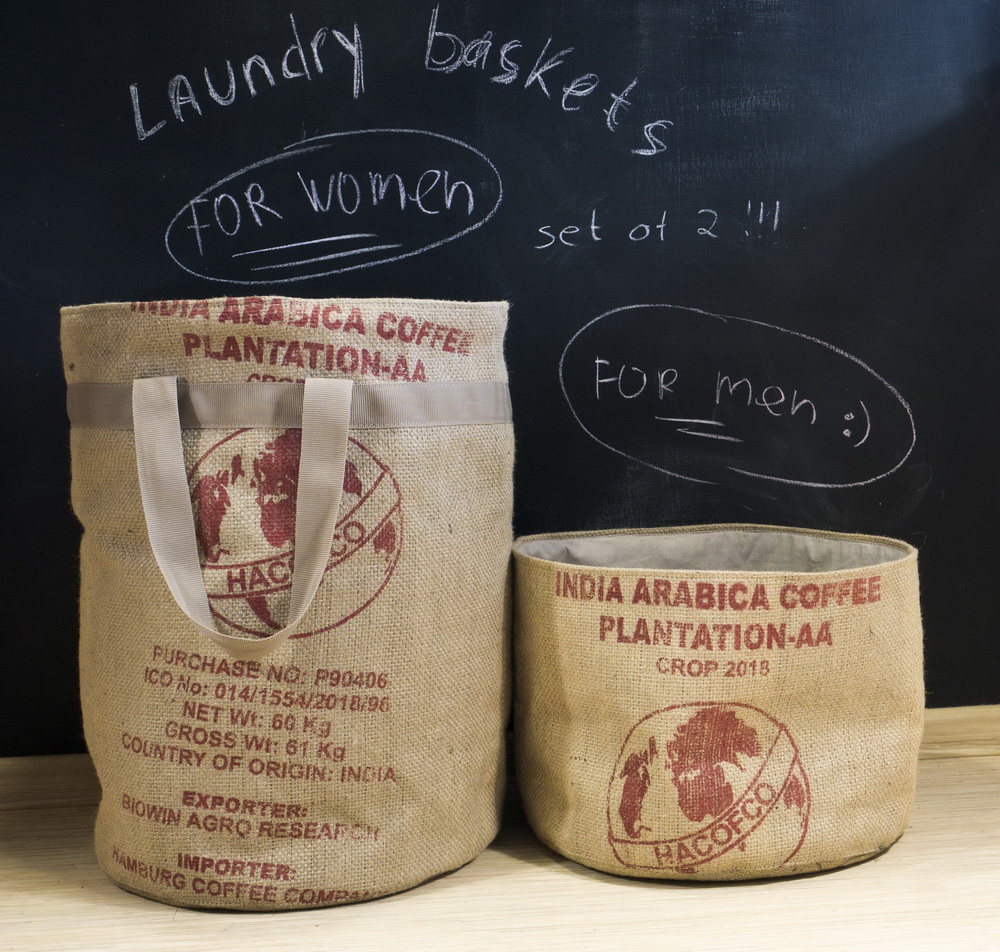 LAUndry baskets
FOR women
set of 2 !!!
FOR men :)
INDIA ARABICA COFFEE
PLANTATION-AA
HACOFCO
PURCHASE NO: P90406
ICO No: 014/1554/2018/96
NET Wt: 60 Kg
GROSS Wt: 61 Kg
COUNTRY OF ORIGIN: INDIA
EXPORTER:
BIOWIN AGRO RESEARCH
IMPORTER:
HAMBURG COFFEE COMPAN
INDIA ARABICA COFFEE
PLANTATION-AA
CROP 2018
HACOFCO